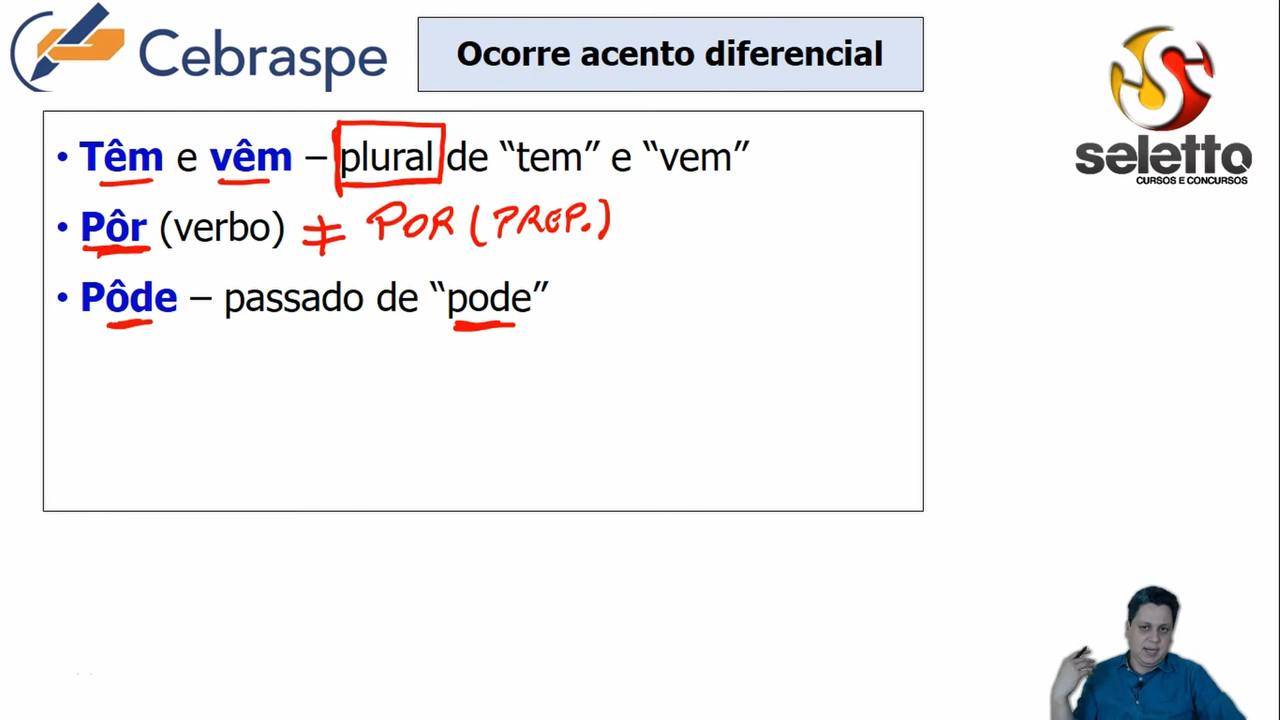 Cebraspe
Ocorre acento diferencial
seletto
CURSOS E CONCURSOS
• Têm e vêm – plural de “tem” e “vem”
• Pôr (verbo) ≠ POR (PREP.)
• Pôde – passado de “pode”